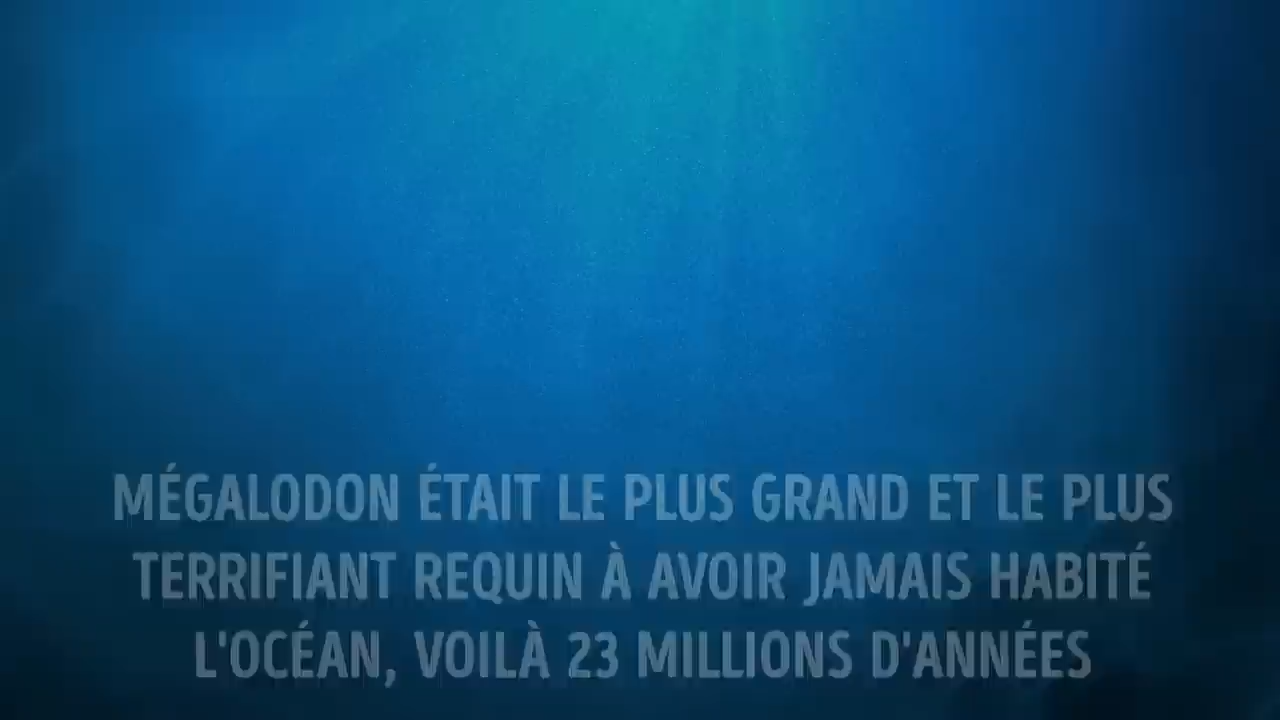 MÉGALODON ÉTAIT LE PLUS GRAND ET LE PLUS
TERRIFIANT REQUIN À AVOIR JAMAIS HABITÉ
L'OCÉAN, VOILÀ 23 MILLIONS D'ANNÉES